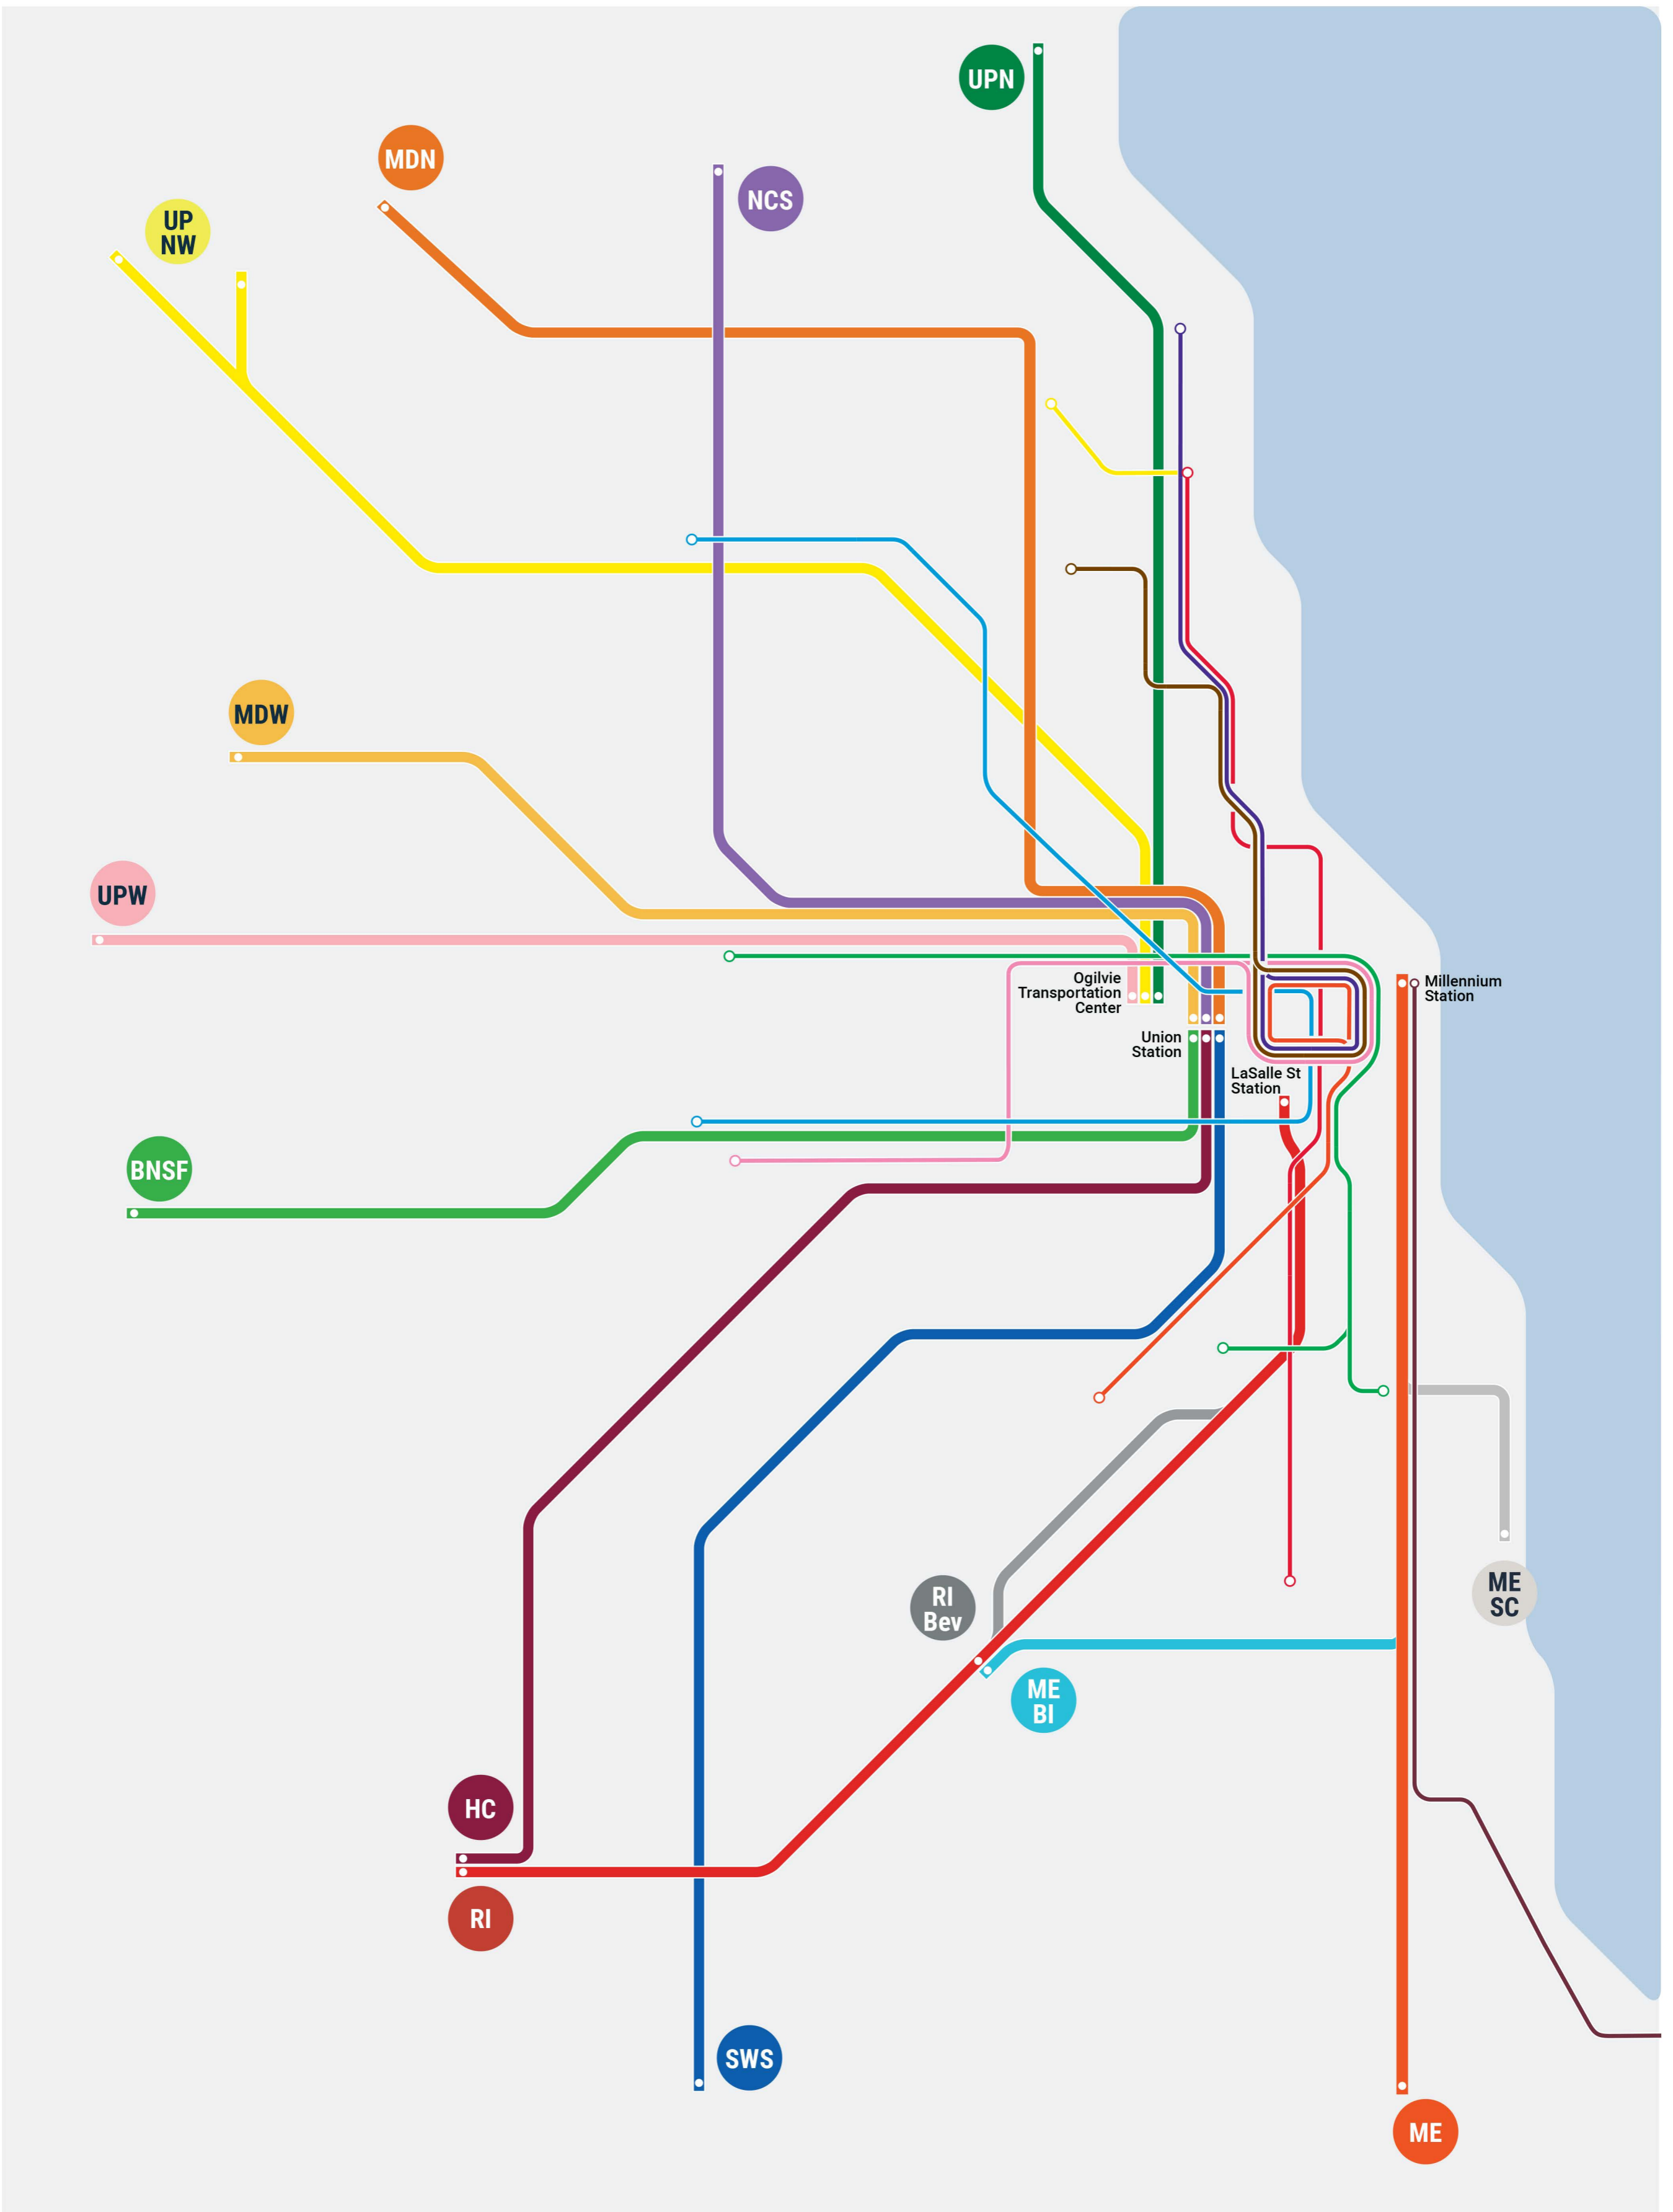 UPN
MDN
NCS
UP
NW
MDW
UPW
Ogilvie
Transportation
Center
Millennium
Station
Union
Station
LaSalle St
Station
BNSF
RI
Bev
ME
SC
ME
BI
HC
RI
SWS
ME